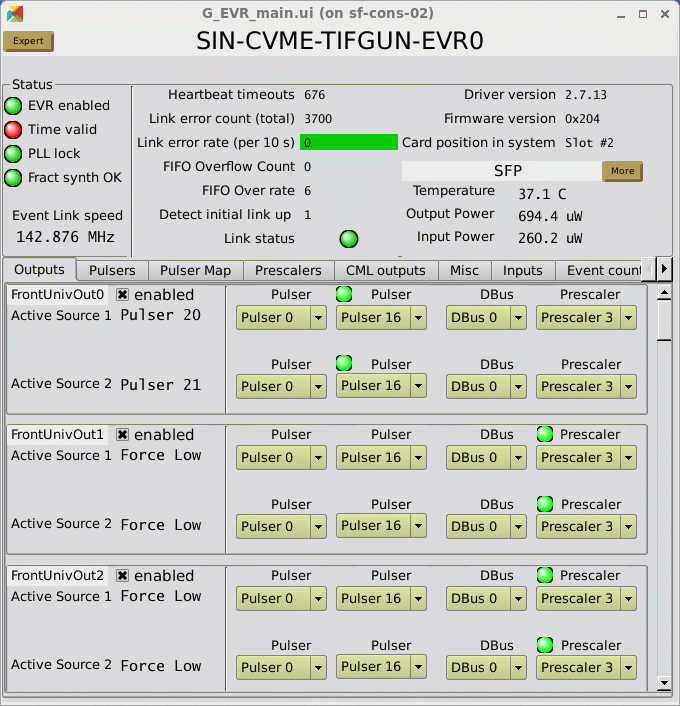 G_EVR_main.ui (on sf-cons-02)
Expert
SIN-CVME-TIFGUN-EVR0
Status
EVR enabled
Time valid
PLL lock
Fract synth OK
Event Link speed
142.876 MHz
Heartbeat timeouts 676
Link error count (total) 3700
Link error rate (per 10 s) 0
FIFO Overflow Count 0
FIFO Over rate 6
Detect initial link up 1
Link status
Driver version 2.7.13
Firmware version 0x204
Card position in system Slot #2
SFP More
Temperature 37.1 C
Output Power 694.4 uW
Input Power 260.2 uW
Outputs Pulsers Pulser Map Prescalers CML outputs Misc Inputs Event count
FrontUnivOut0 enabled Pulser Pulser DBus Prescaler
Active Source 1 Pulser 20 Pulser 0 Pulser 16 DBus 0 Prescaler 3
Pulser Pulser DBus Prescaler
Active Source 2 Pulser 21 Pulser 0 Pulser 16 DBus 0 Prescaler 3
FrontUnivOut1 enabled Pulser Pulser DBus Prescaler
Active Source 1 Force Low Pulser 0 Pulser 16 DBus 0 Prescaler 3
Pulser Pulser DBus Prescaler
Active Source 2 Force Low Pulser 0 Pulser 16 DBus 0 Prescaler 3
FrontUnivOut2 enabled Pulser Pulser DBus Prescaler
Active Source 1 Force Low Pulser 0 Pulser 16 DBus 0 Prescaler 3
Pulser Pulser DBus Prescaler
Active Source 2 Force Low Pulser 0 Pulser 16 DBus 0 Prescaler 3